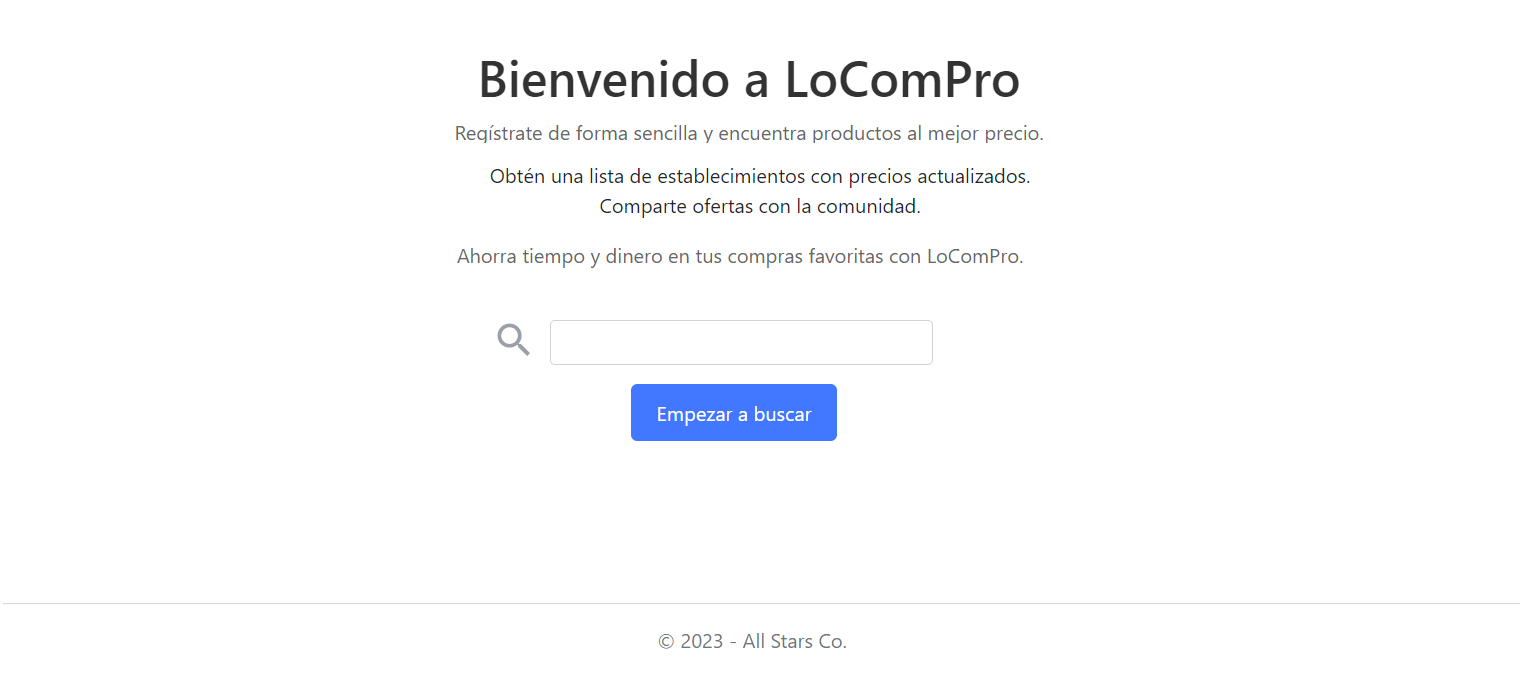 Bienvenido a LoComPro
Regístrate de forma sencilla y encuentra productos al mejor precio.
Obtén una lista de establecimientos con precios actualizados.
Comparte ofertas con la comunidad.
Ahorra tiempo y dinero en tus compras favoritas con LoComPro.
Empezar a buscar
© 2023 - All Stars Co.